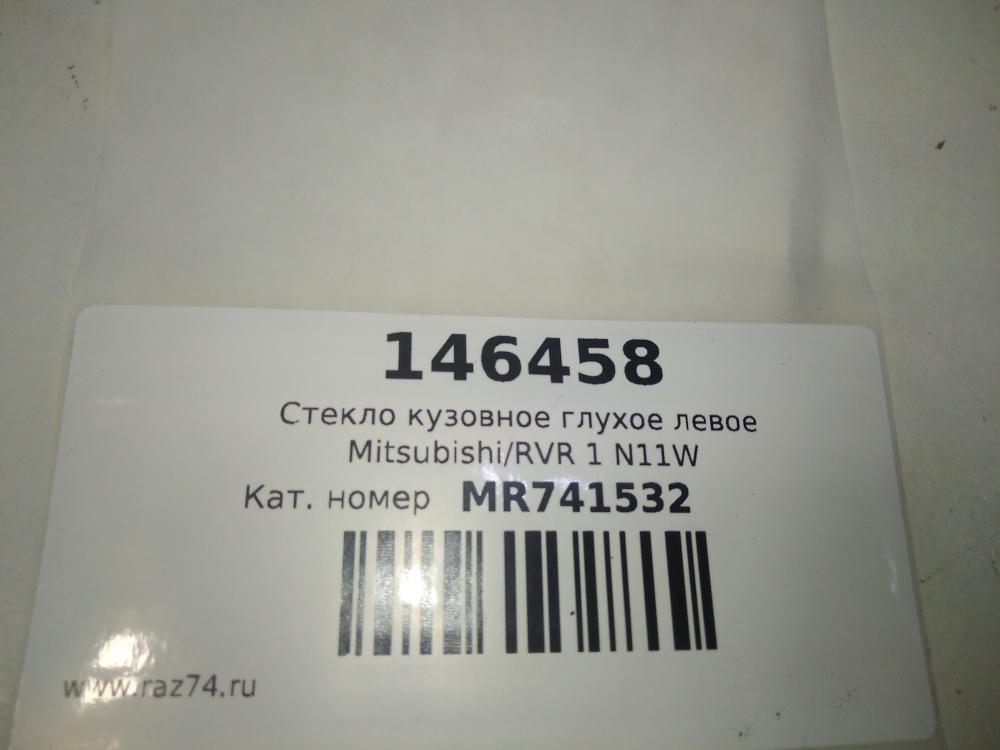 146458
Стекло кузовное глухое левое
Mitsubishi/RVR 1 N11W
Кат. номер MR741532
www.raz74.ru